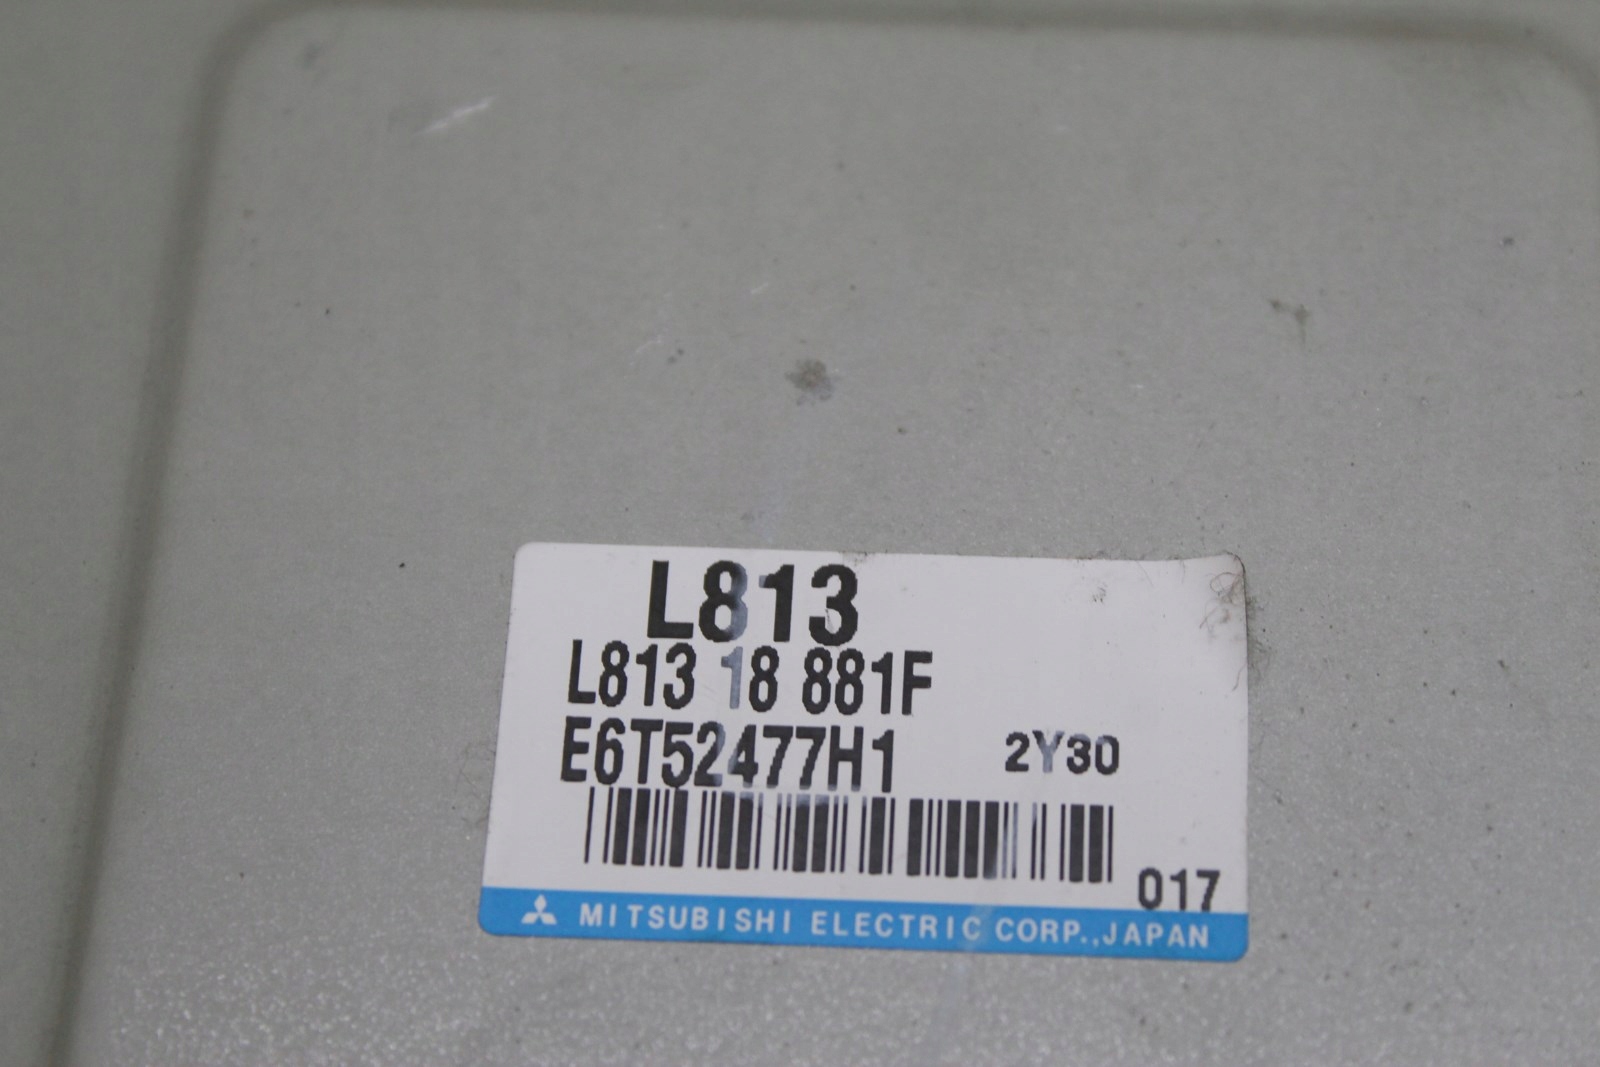 L813
L813 18 881F
E6T52477H1 2Y30
017
MITSUBISHI ELECTRIC CORP.,JAPAN